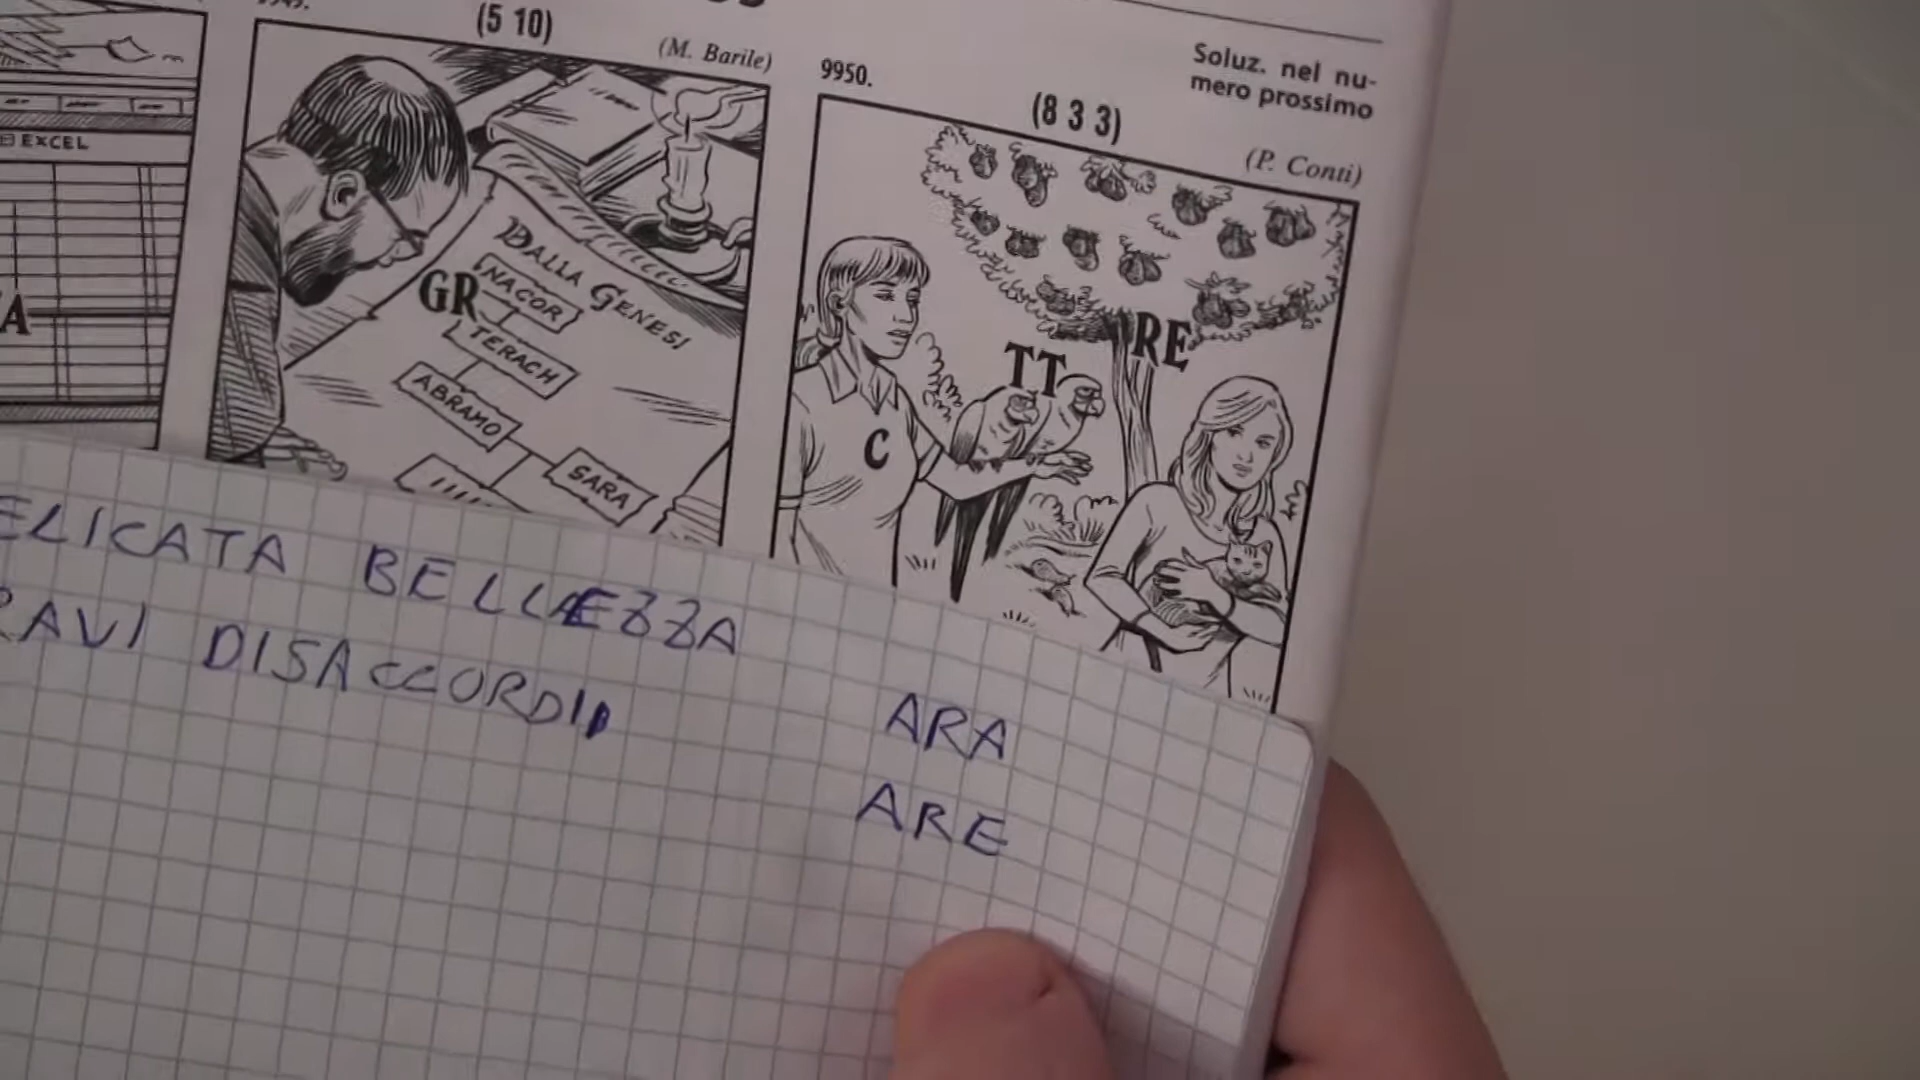 (5 10)
(M. Barile)
9950.
Soluz. nel nu-
mero prossimo
(8 3 3)
(P. Conti)
EXCEL
A
DALLA GENESI
GR
NACOR
TERACH
ABRAMO
SARA
TT
RE
C
ELICATA BELLEZZA
RAVI DISACCORDI
ARA
ARE